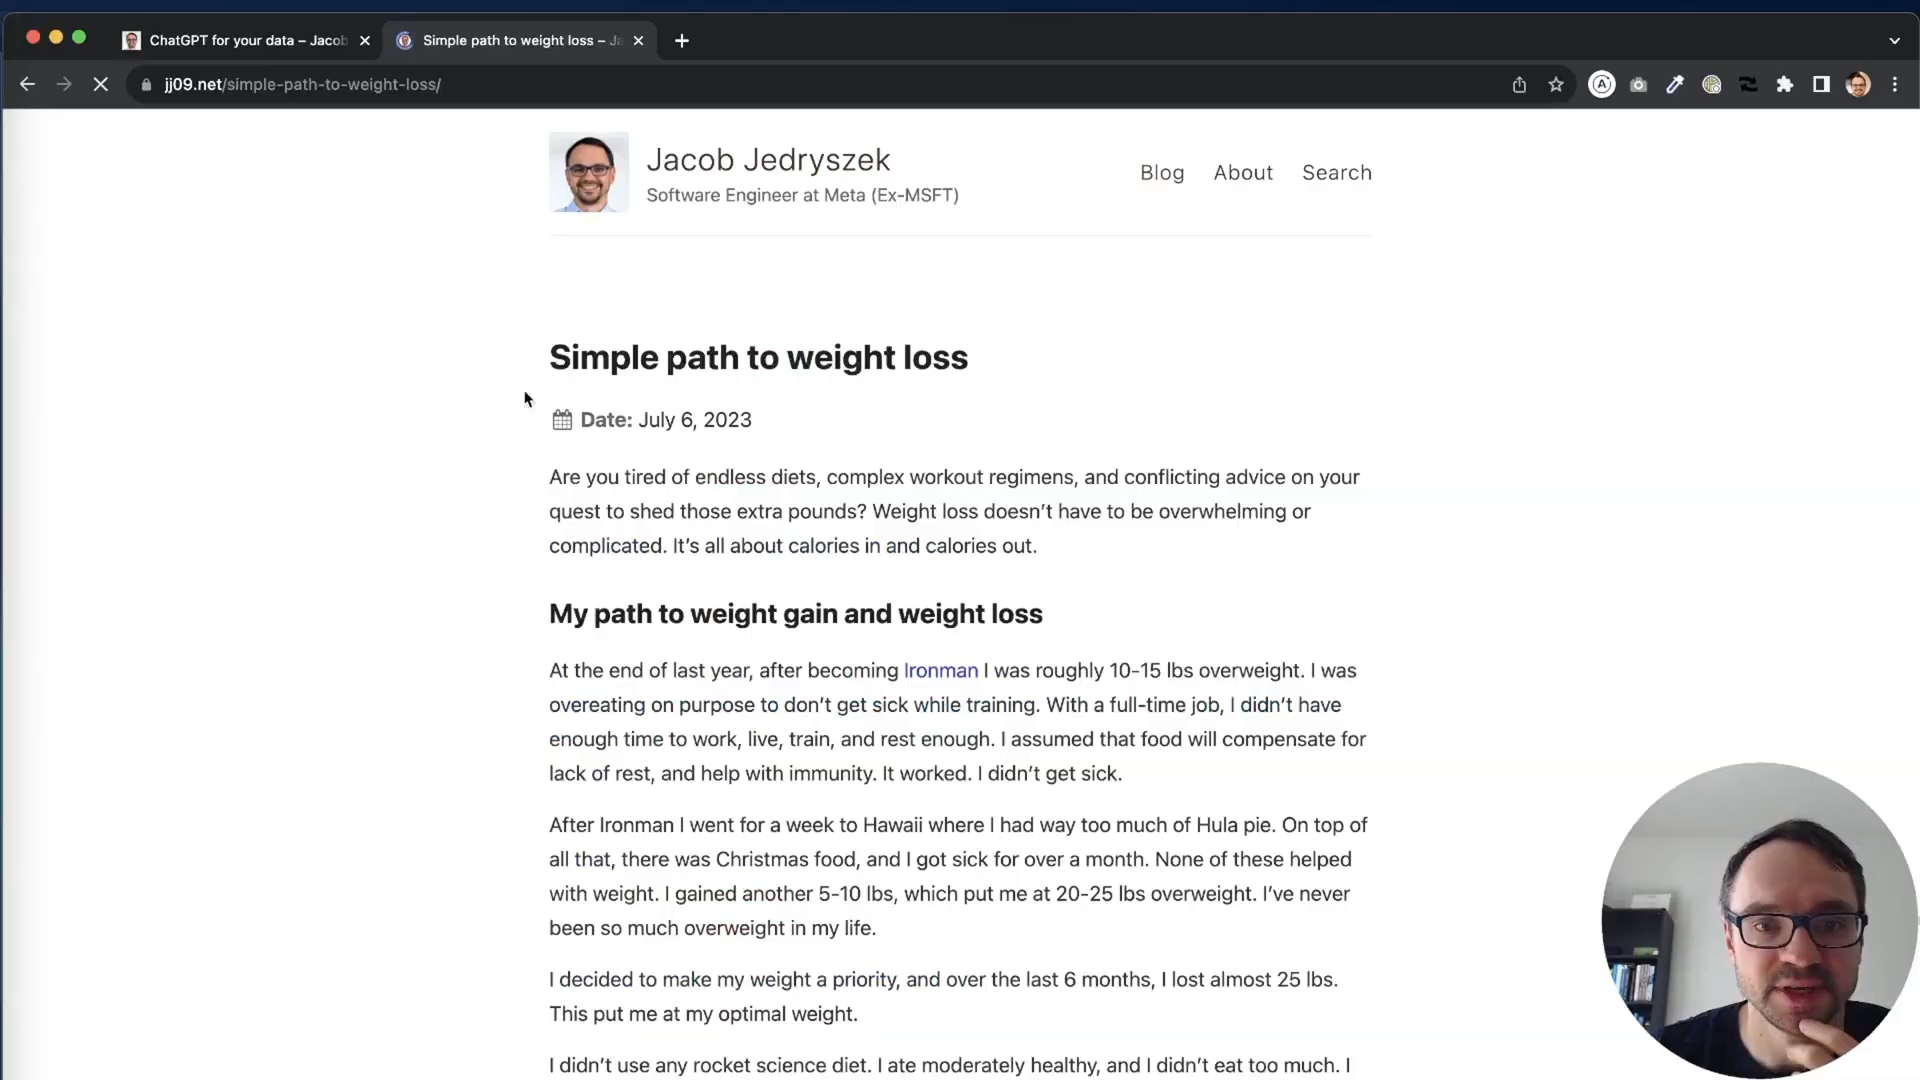 ChatGPT for your data – Jacob
Simple path to weight loss – Ja
jj09.net/simple-path-to-weight-loss/
Jacob Jedryszek
Software Engineer at Meta (Ex-MSFT)
Blog About Search
Simple path to weight loss
Date: July 6, 2023
Are you tired of endless diets, complex workout regimens, and conflicting advice on your
quest to shed those extra pounds? Weight loss doesn’t have to be overwhelming or
complicated. It’s all about calories in and calories out.
My path to weight gain and weight loss
At the end of last year, after becoming Ironman I was roughly 10-15 lbs overweight. I was
overeating on purpose to don’t get sick while training. With a full-time job, I didn’t have
enough time to work, live, train, and rest enough. I assumed that food will compensate for
lack of rest, and help with immunity. It worked. I didn’t get sick.
After Ironman I went for a week to Hawaii where I had way too much of Hula pie. On top of
all that, there was Christmas food, and I got sick for over a month. None of these helped
with weight. I gained another 5-10 lbs, which put me at 20-25 lbs overweight. I’ve never
been so much overweight in my life.
I decided to make my weight a priority, and over the last 6 months, I lost almost 25 lbs.
This put me at my optimal weight.
I didn’t use any rocket science diet. I ate moderately healthy, and I didn’t eat too much. I